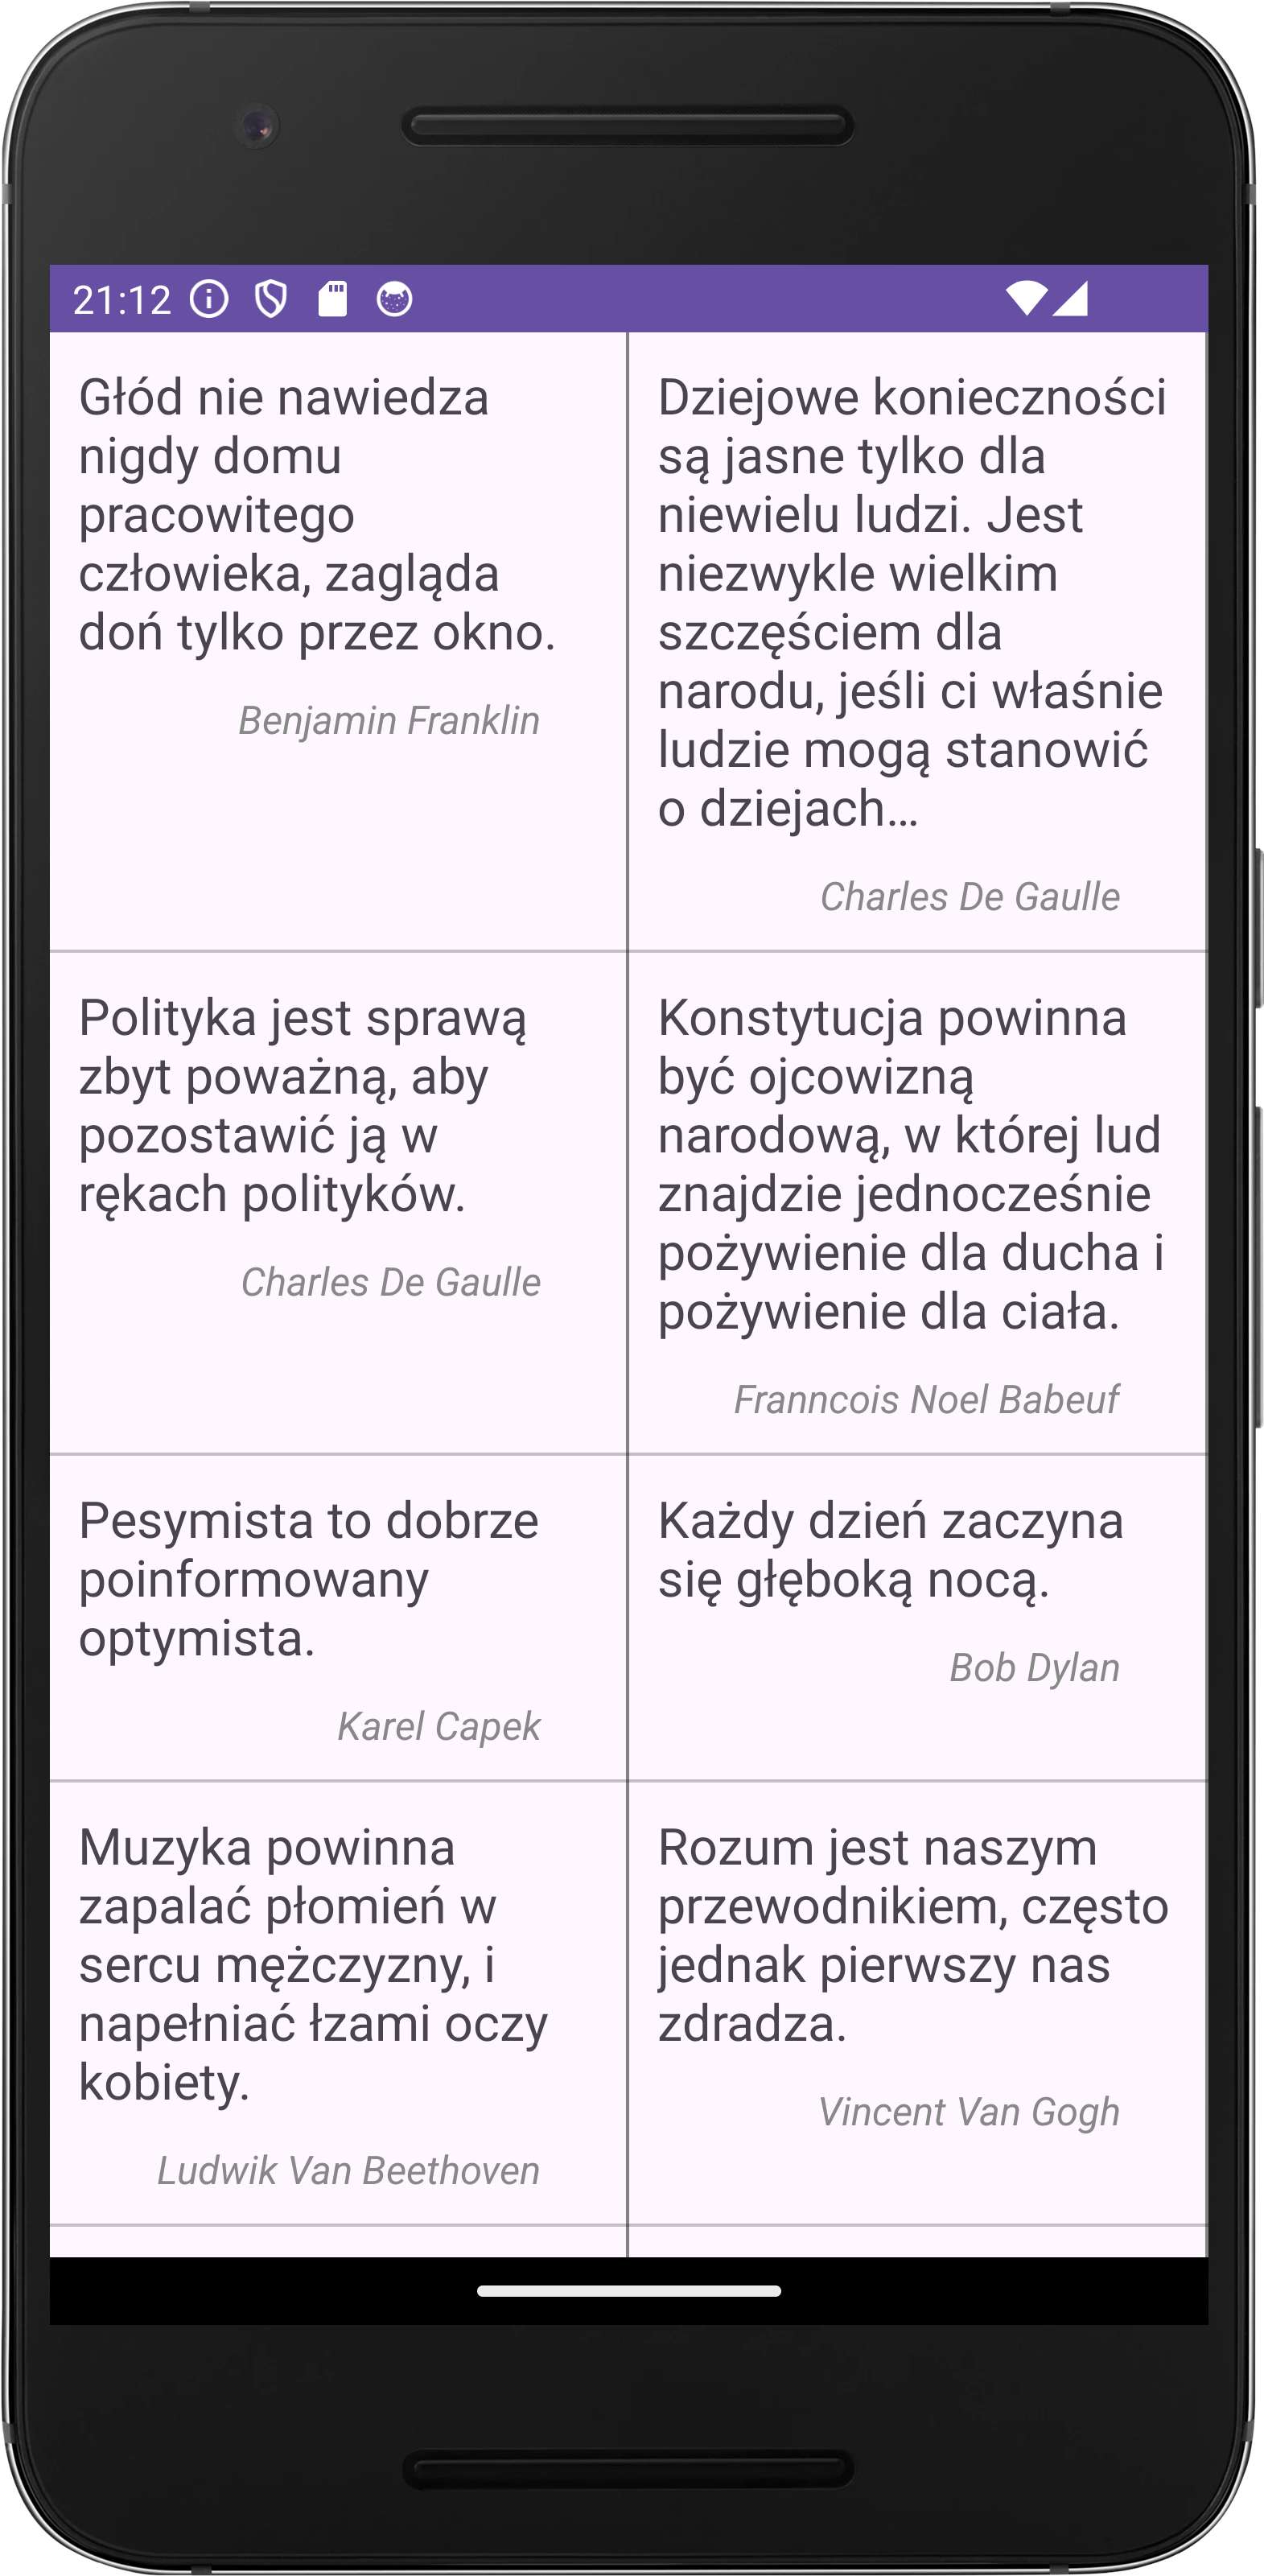 21:12
Głód nie nawiedza
nigdy domu
pracowitego
człowieka, zagląda
doń tylko przez okno.
Benjamin Franklin
Dziejowe konieczności
są jasne tylko dla
niewielu ludzi. Jest
niezwykle wielkim
szczęściem dla
narodu, jeśli ci właśnie
ludzie mogą stanowić
o dziejach...
Charles De Gaulle
Polityka jest sprawą
zbyt poważną, aby
pozostawić ją w
rękach polityków.
Charles De Gaulle
Konstytucja powinna
być ojcowizną
narodową, w której lud
znajdzie jednocześnie
pożywienie dla ducha i
pożywienie dla ciała.
Franncois Noel Babeuf
Pesymista to dobrze
poinformowany
optymista.
Karel Capek
Każdy dzień zaczyna
się głęboką nocą.
Bob Dylan
Muzyka powinna
zapalać płomień w
sercu mężczyzny, i
napełniać łzami oczy
kobiety.
Ludwik Van Beethoven
Rozum jest naszym
przewodnikiem, często
jednak pierwszy nas
zdradza.
Vincent Van Gogh